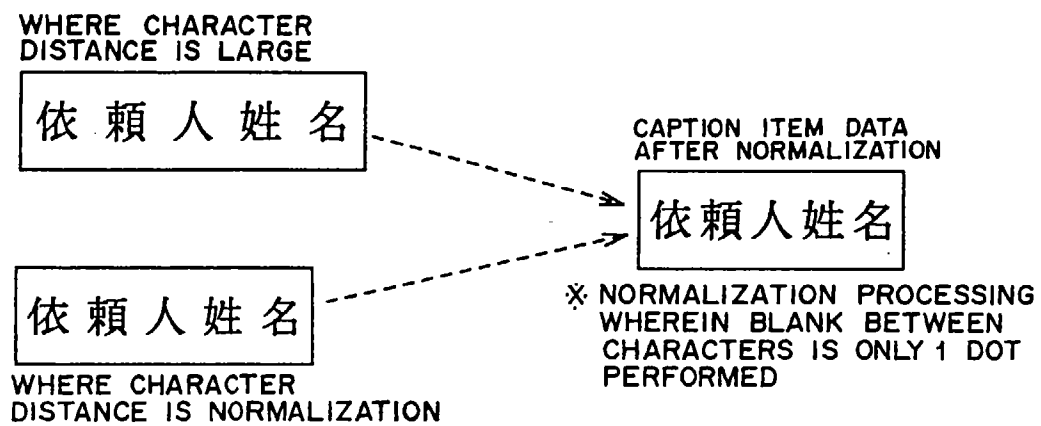 WHERE CHARACTER
DISTANCE IS LARGE
依頼人姓名
CAPTION ITEM DATA
AFTER NORMALIZATION
依頼人姓名
依頼人姓名
※ NORMALIZATION PROCESSING
WHEREIN BLANK BETWEEN
CHARACTERS IS ONLY 1 DOT
PERFORMED
WHERE CHARACTER
DISTANCE IS NORMALIZATION